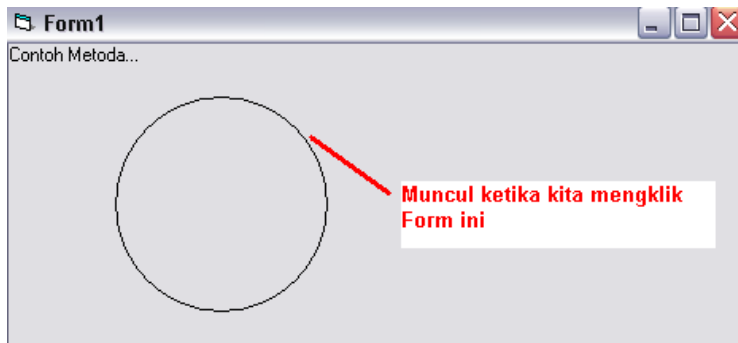 Form1
Contoh Metoda...
Muncul ketika kita mengklik
Form ini